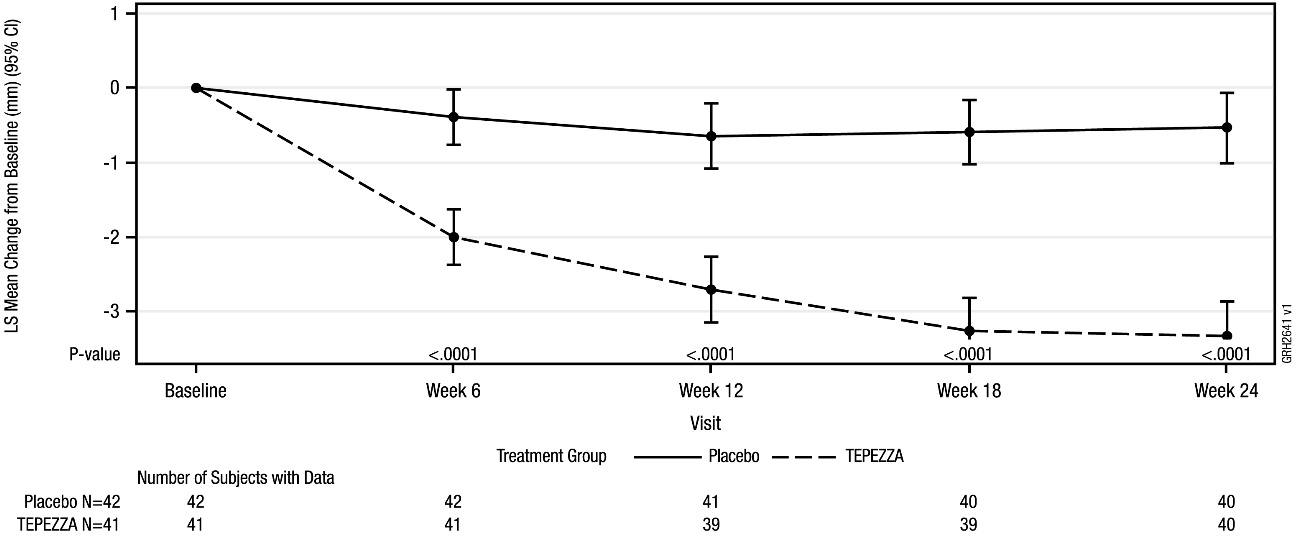 LS Mean Change from Baseline (mm) (95% CI)
1
0
-1
-2
-3
P-value <.0001 <.0001 <.0001 <.0001
Baseline Week 6 Week 12 Week 18 Week 24
Visit
Treatment Group Placebo TEPEZZA
Number of Subjects with Data
Placebo N=42 42 42 41 40 40
TEPEZZA N=41 41 41 39 39 40
GRH2641 v1